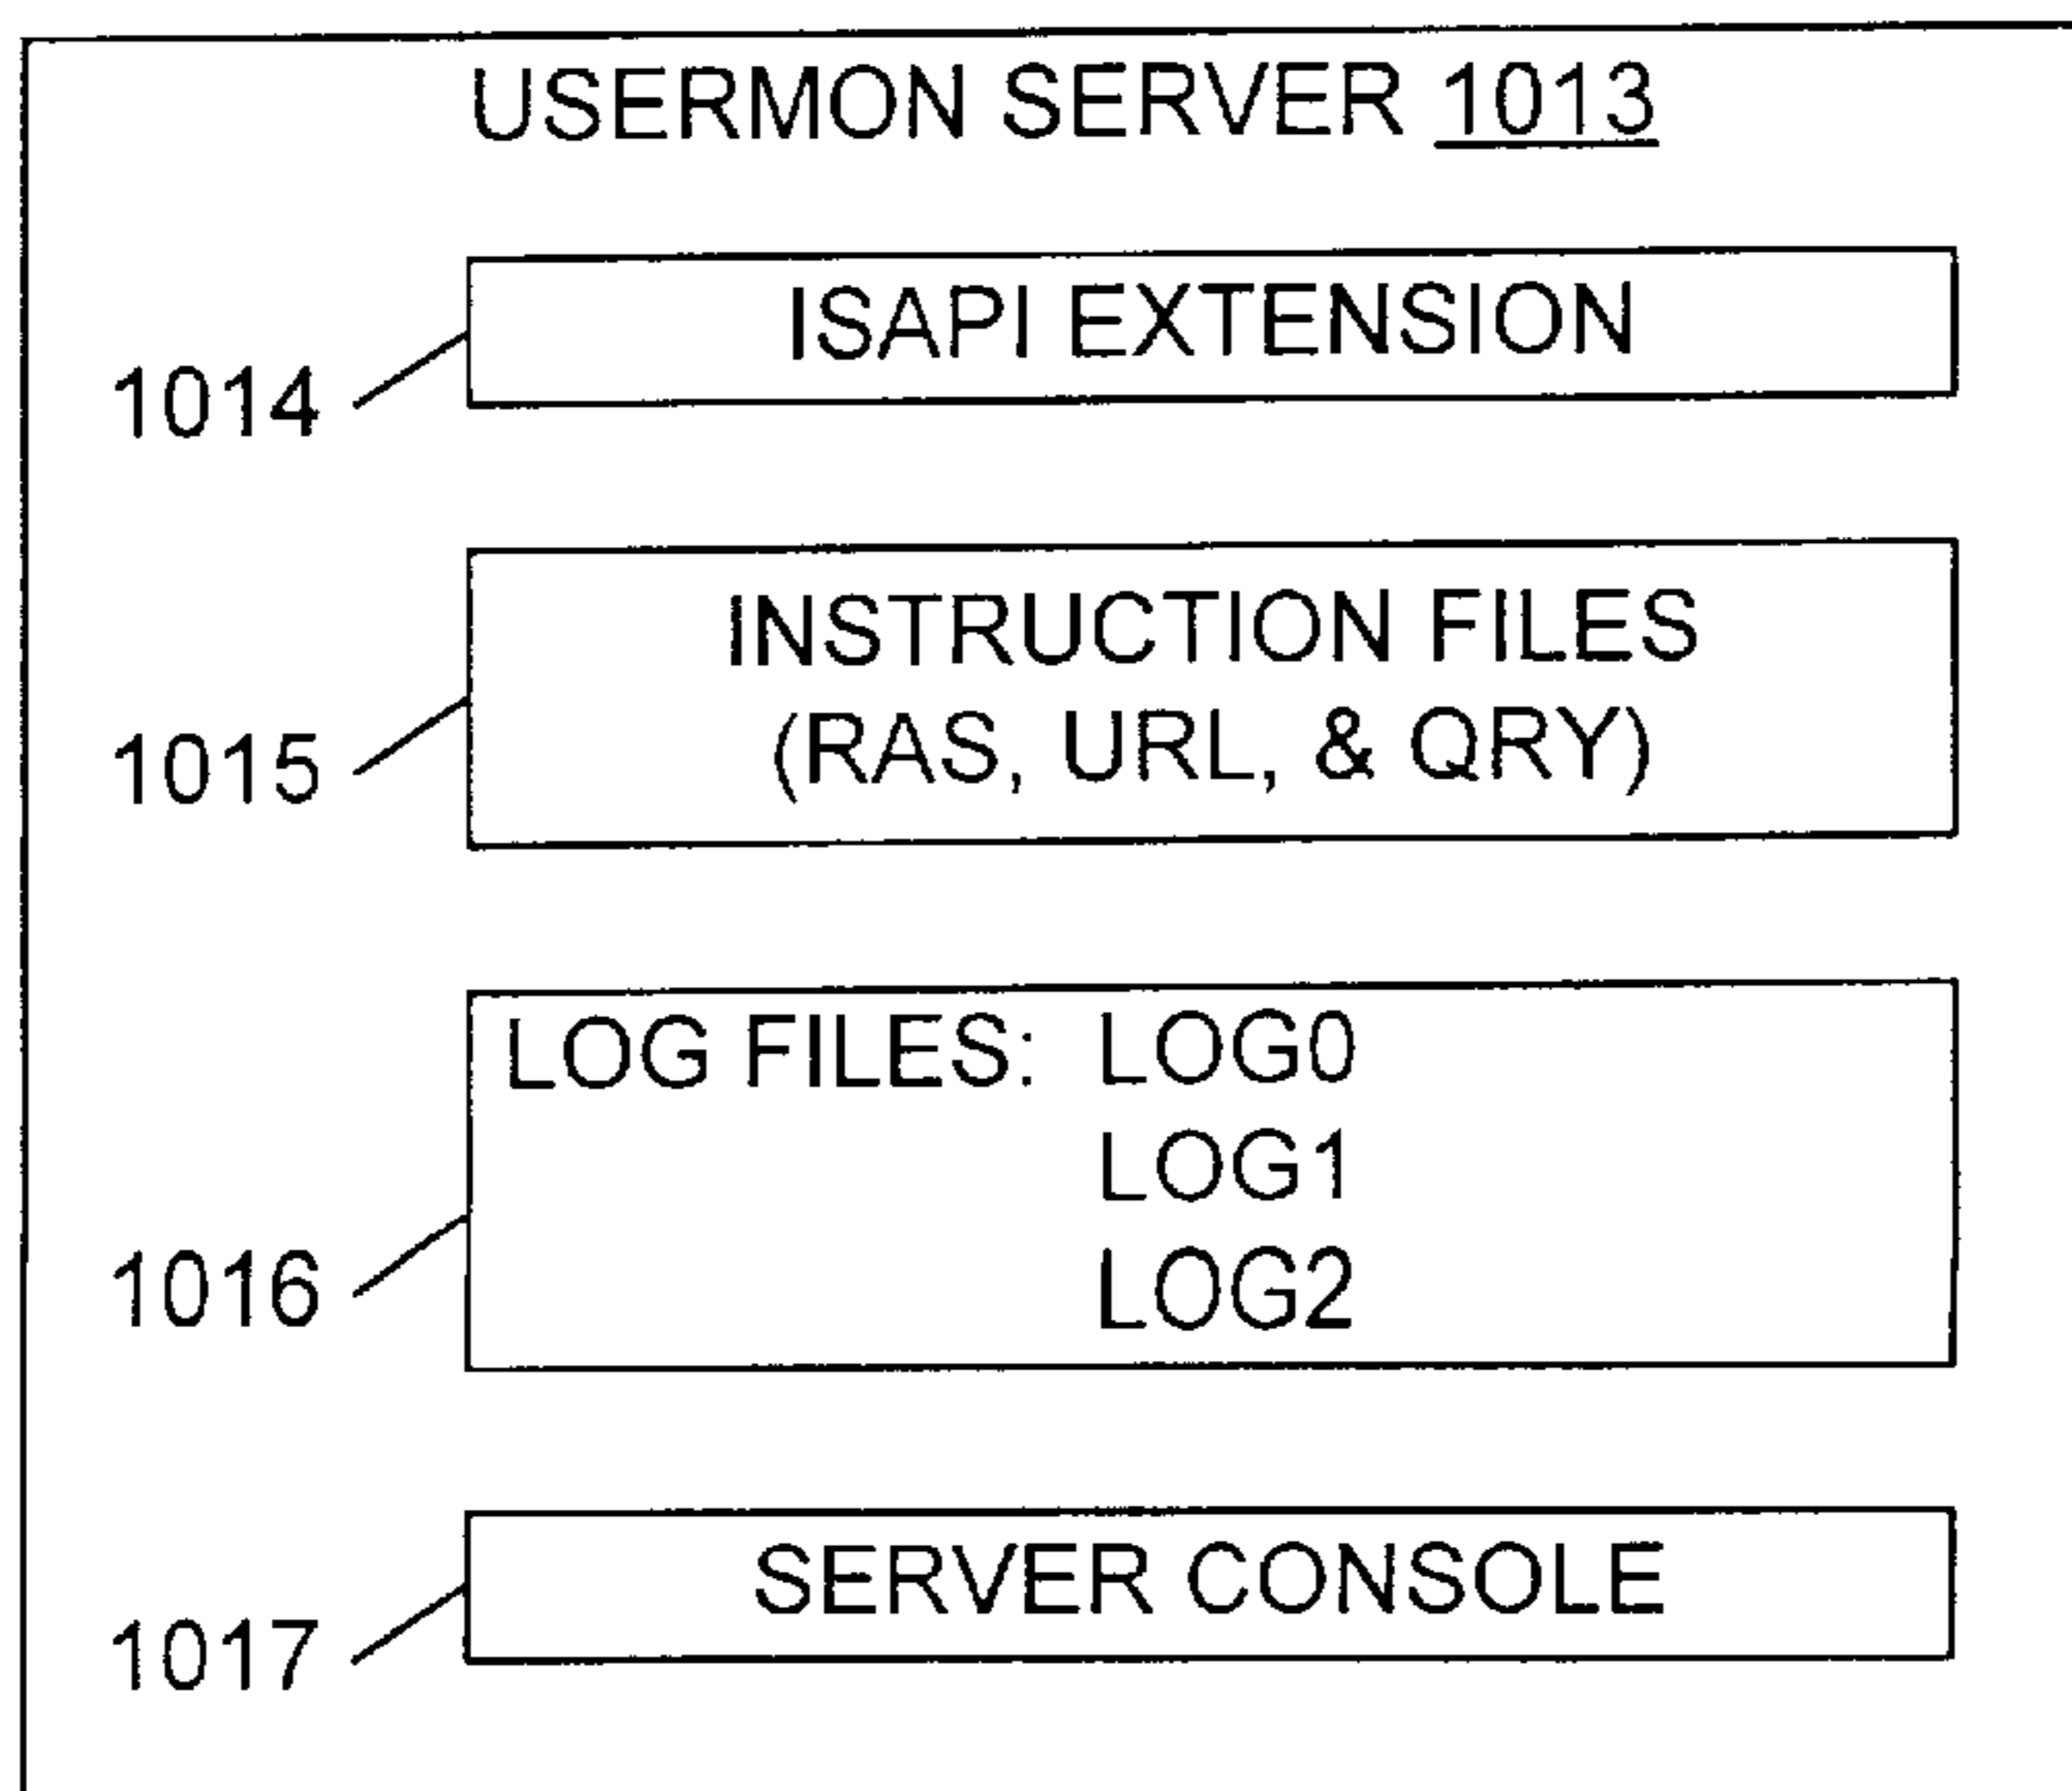 USERMON SERVER 1013
ISAPI EXTENSION
1014
INSTRUCTION FILES
(RAS, URL, & QRY)
1015
LOG FILES: LOG0
LOG1
LOG2
1016
SERVER CONSOLE
1017